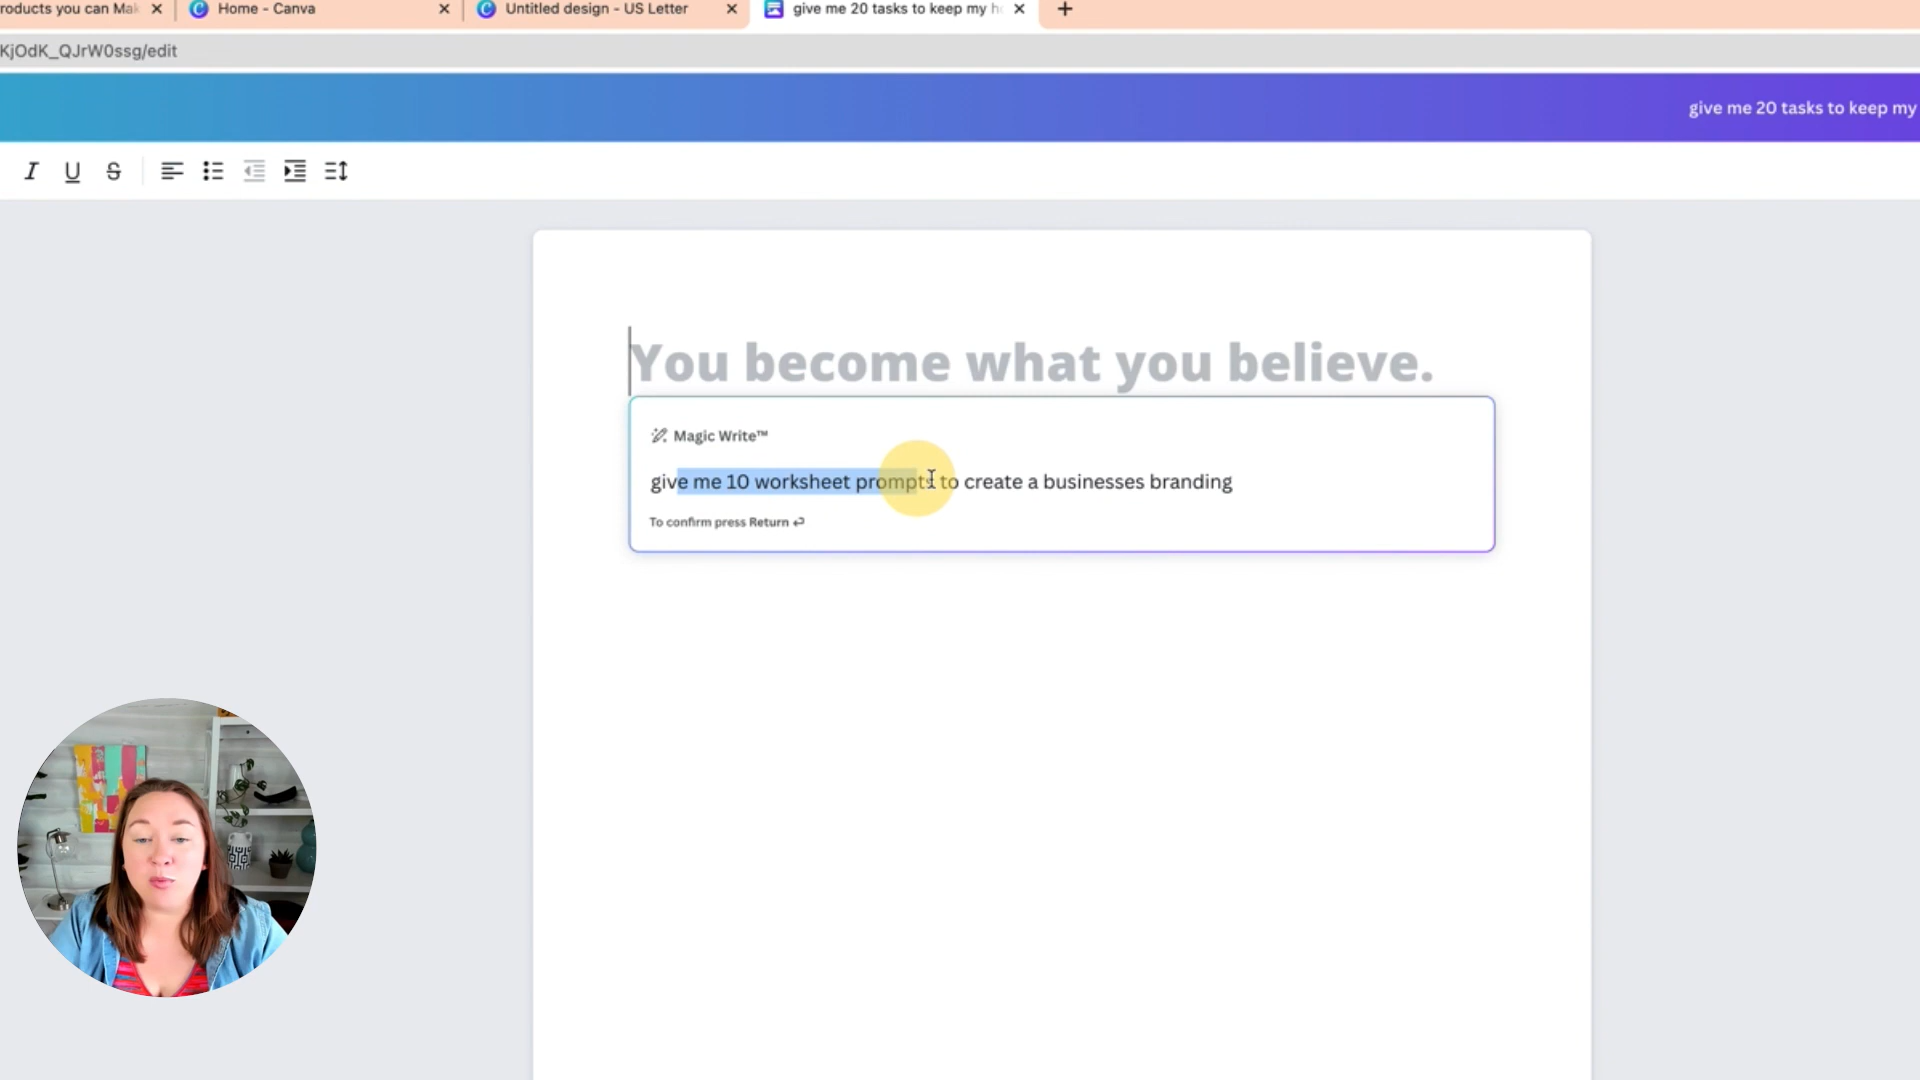 roducts you can Mak
Home - Canva
Untitled design - US Letter
give me 20 tasks to keep my h
KjOdK_QJrW0ssg/edit
give me 20 tasks to keep my
You become what you believe.
Magic Write™
give me 10 worksheet prompts to create a businesses branding
To confirm press Return